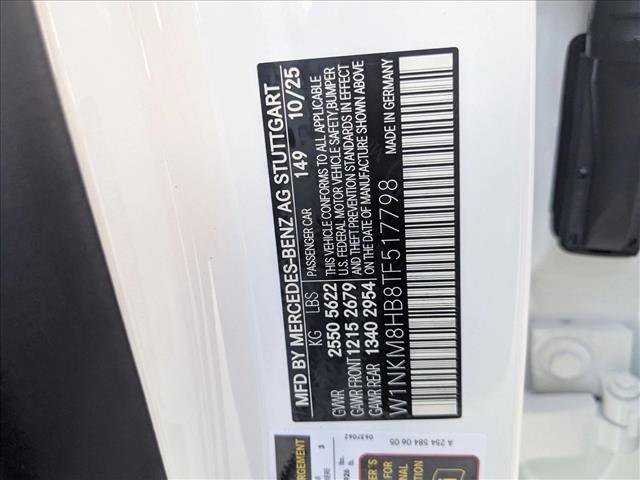 MFD BY MERCEDES-BENZ AG STUTTGART
149 10/25
KG LBS PASSENGER CAR
GVWR 2550 5622
GAWR FRONT 1215 2679
GAWR REAR 1340 2954
THIS VEHICLE CONFORMS TO ALL APPLICABLE
U.S. FEDERAL MOTOR VEHICLE SAFETY, BUMPER
AND THEFT PREVENTION STANDARDS IN EFFECT
ON THE DATE OF MANUFACTURE SHOWN ABOVE
W1NKM8HB8TF517798
MADE IN GERMANY
0637062
A 254 584 06 05